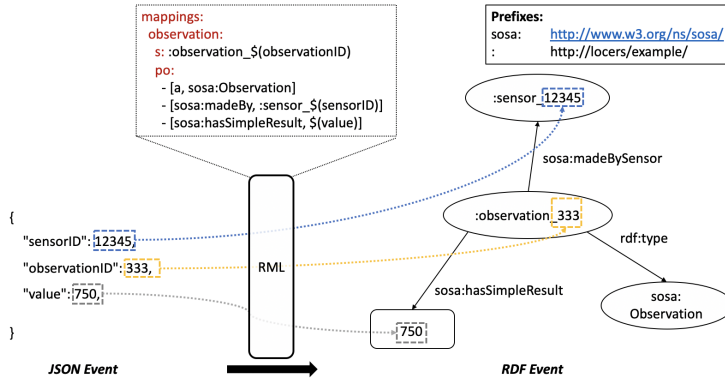 mappings:
observation:
s: :observation_$(observationID)
po:
- [a, sosa:Observation]
- [sosa:madeBy, :sensor_$(sensorID)]
- [sosa:hasSimpleResult, $(value)]
Prefixes:
sosa: http://www.w3.org/ns/sosa/
: http://locers/example/
:sensor_12345
sosa:madeBySensor
:observation_333
rdf:type
sosa:hasSimpleResult
sosa:
Observation
750
{
"sensorID": 12345,
"observationID": 333,
"value": 750,
}
RML
JSON Event
RDF Event